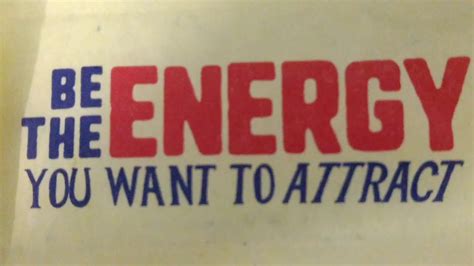 BE
THE ENERGY
YOU WANT TO ATTRACT